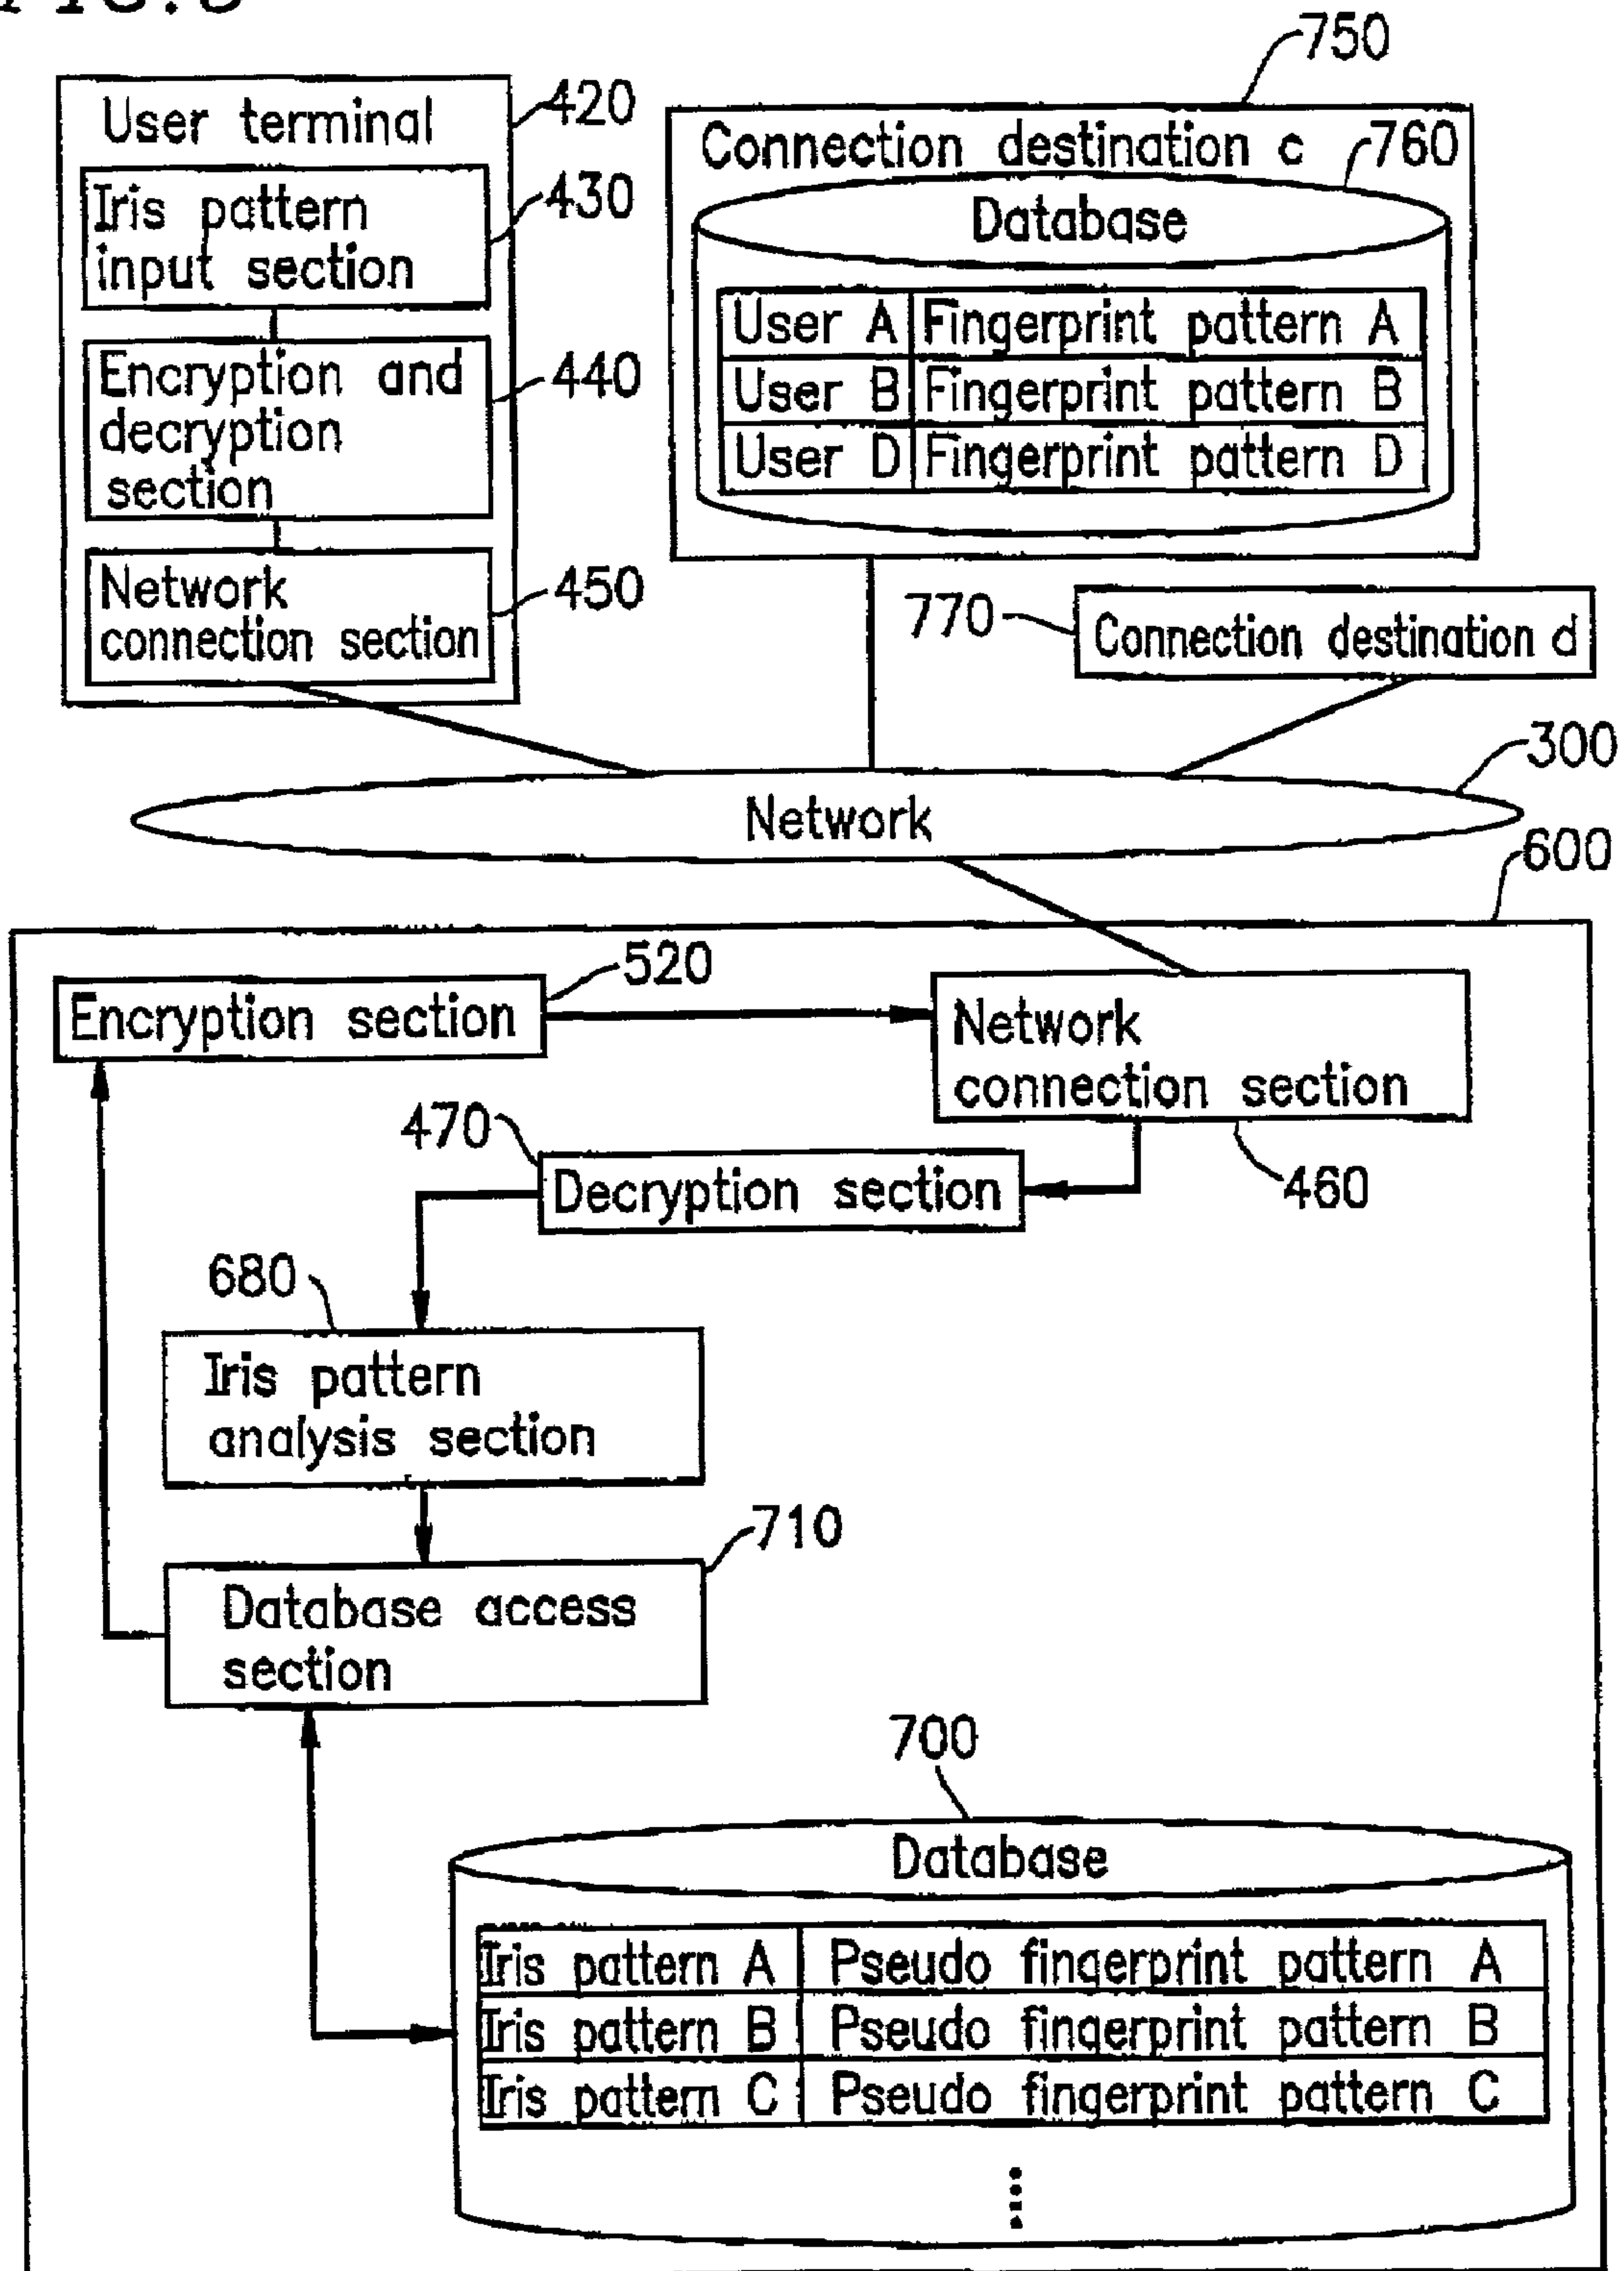 750
User terminal
420
Connection destination c
760
Iris pattern
input section
430
Database
User A Fingerprint pattern A
User B Fingerprint pattern B
User D Fingerprint pattern D
Encryption and
decryption
section
440
Network
connection section
450
770
Connection destination d
300
Network
600
520
Encryption section
Network
connection section
470
Decryption section
460
680
Iris pattern
analysis section
710
Database access
section
700
Database
Iris pattern A Pseudo fingerprint pattern A
Iris pattern B Pseudo fingerprint pattern B
Iris pattern C Pseudo fingerprint pattern C